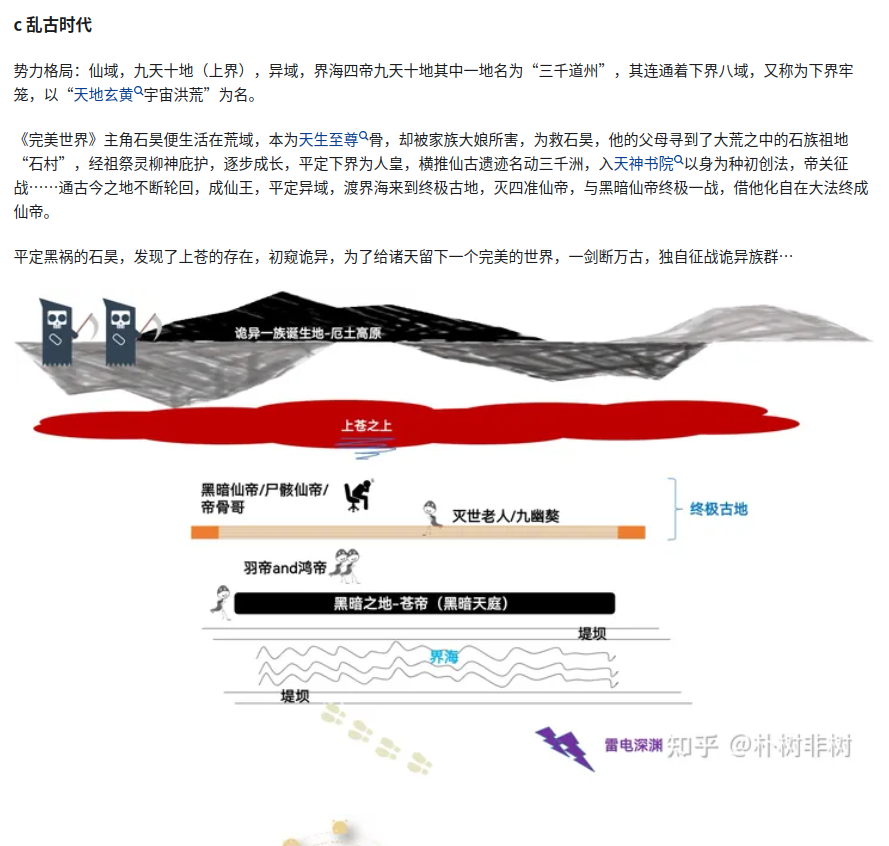 c 乱古时代
势力格局：仙域，九天十地（上界），异域，界海四帝九天十地其中一地名为“三千道州”，其连通着下界八域，又称为下界牢
笼，以“天地玄黄宇宙洪荒”为名。
《完美世界》主角石昊便生活在荒域，本为天生至尊骨，却被家族大娘所害，为救石昊，他的父母寻到了大荒之中的石族祖地
“石村”，经祖祭灵柳神庇护，逐步成长，平定下界为人皇，横推仙古遗迹名动三千洲，入天神书院以身为种初创法，帝关征
战……通古今之地不断轮回，成仙王，平定异域，渡界海来到终极古地，灭四准仙帝，与黑暗仙帝终极一战，借他化自在大法终成
仙帝。
平定黑祸的石昊，发现了上苍的存在，初窥诡异，为了给诸天留下一个完美的世界，一剑断万古，独自征战诡异族群…
诡异一族诞生地-厄土高原
上苍之上
黑暗仙帝/尸骸仙帝/
帝骨哥
灭世老人/九幽獓
终极古地
羽帝and鸿帝
黑暗之地-苍帝（黑暗天庭）
堤坝
界海
堤坝
雷电深渊
知乎 @朴树非树